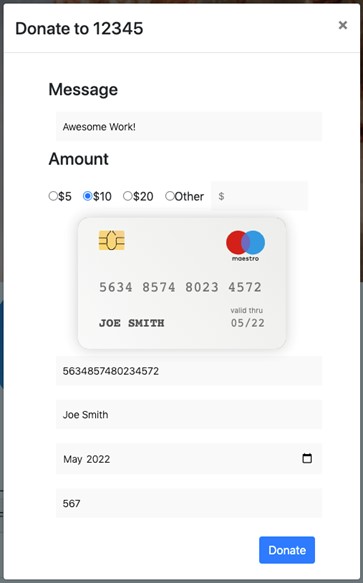 Donate to 12345 ×
Message
Awesome Work!
Amount
$5 $10 $20 Other $
maestro
5634 8574 8023 4572
valid thru
JOE SMITH 05/22
5634857480234572
Joe Smith
May 2022
567
Donate